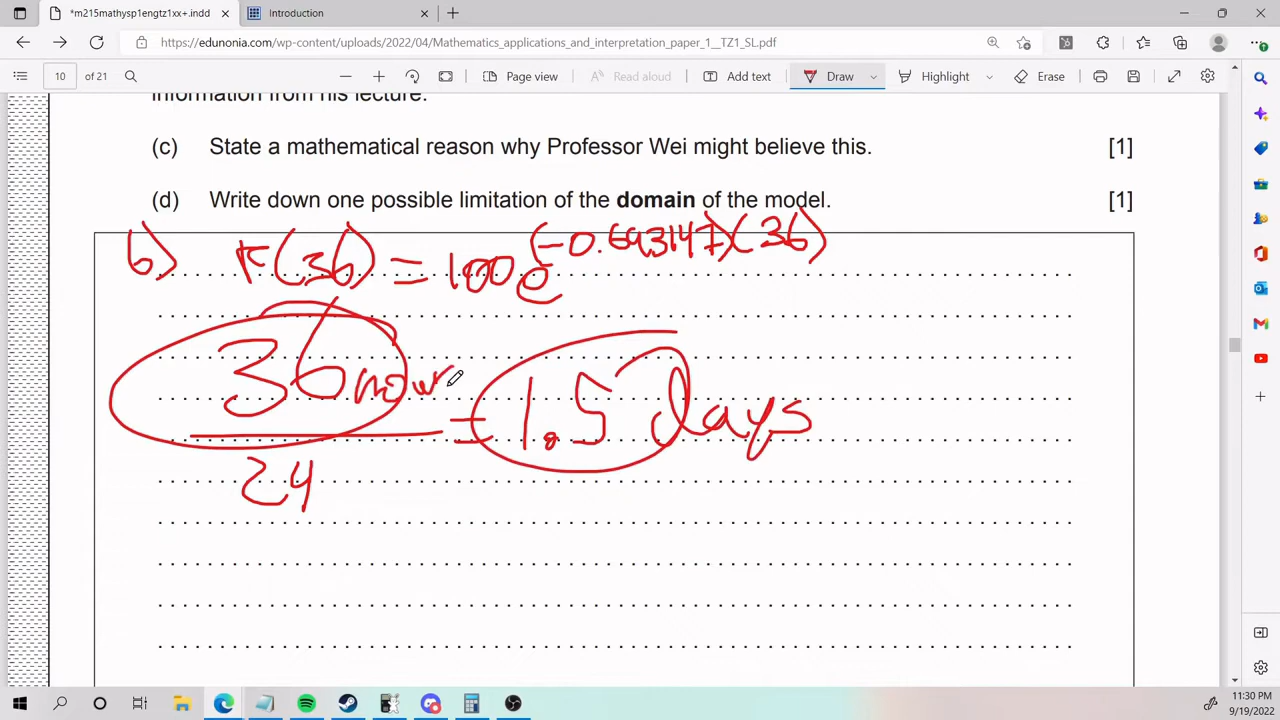 *m215mathysp1engtz1xx+.indd
Introduction
https://edunonia.com/wp-content/uploads/2022/04/Mathematics_applications_and_interpretation_paper_1__TZ1_SL.pdf
10 of 21
Page view
Read aloud
Add text
Draw
Highlight
Erase
information from his lecture.
(c) State a mathematical reason why Professor Wei might believe this. [1]
(d) Write down one possible limitation of the domain of the model. [1]
b) R(36) = 100e^(-0.693147)(36)
36 hour
24
= 1.5 days
11:30 PM
9/19/2022